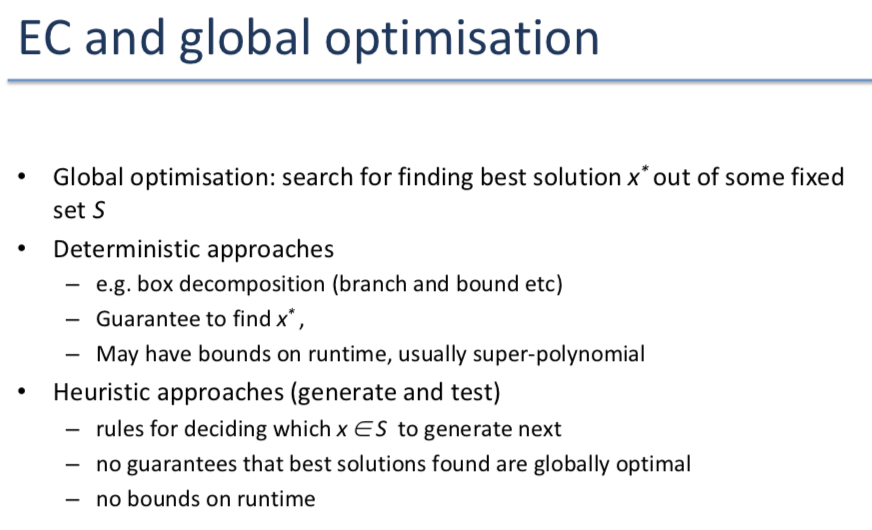 EC and global optimisation
• Global optimisation: search for finding best solution x* out of some fixed
set S
• Deterministic approaches
– e.g. box decomposition (branch and bound etc)
– Guarantee to find x* ,
– May have bounds on runtime, usually super-polynomial
• Heuristic approaches (generate and test)
– rules for deciding which x ∈ S to generate next
– no guarantees that best solutions found are globally optimal
– no bounds on runtime